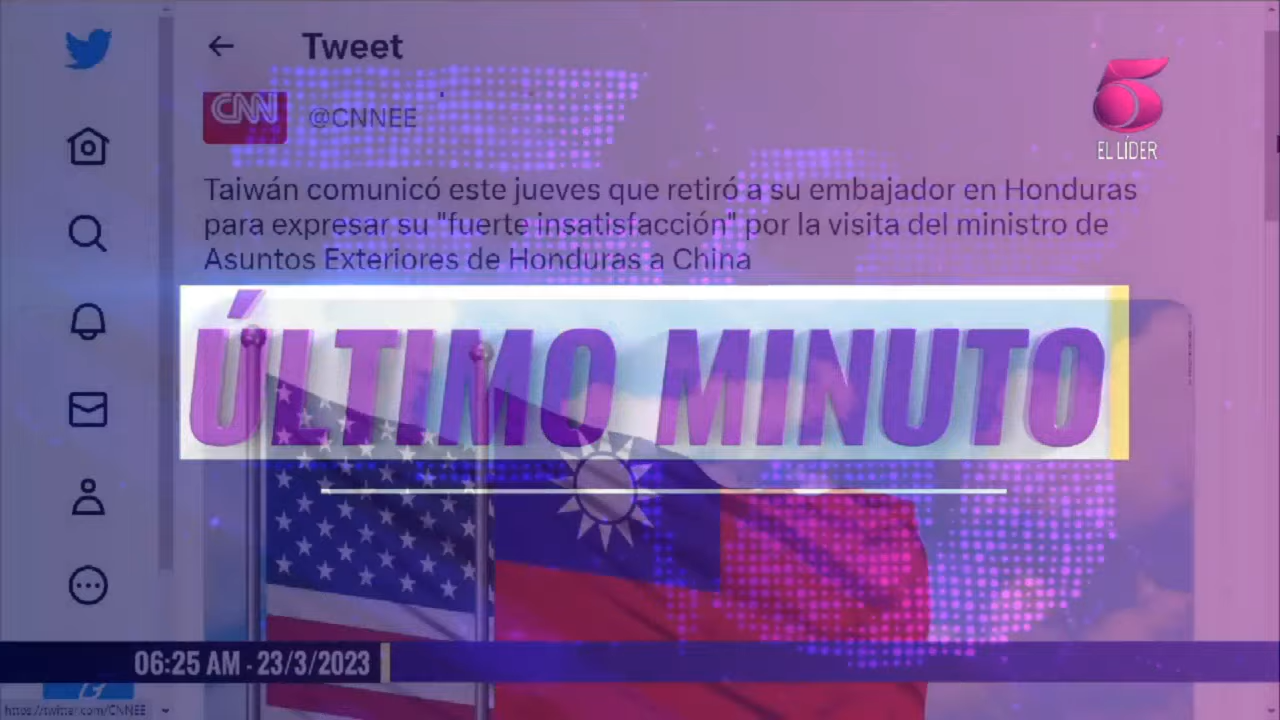 Tweet
CNN
@CNNEE
5
EL LÍDER
Taiwán comunicó este jueves que retiró a su embajador en Honduras
para expresar su "fuerte insatisfacción" por la visita del ministro de
Asuntos Exteriores de Honduras a China
ÚLTIMO MINUTO
06:25 AM - 23/3/2023
https://twitter.com/CNNEE